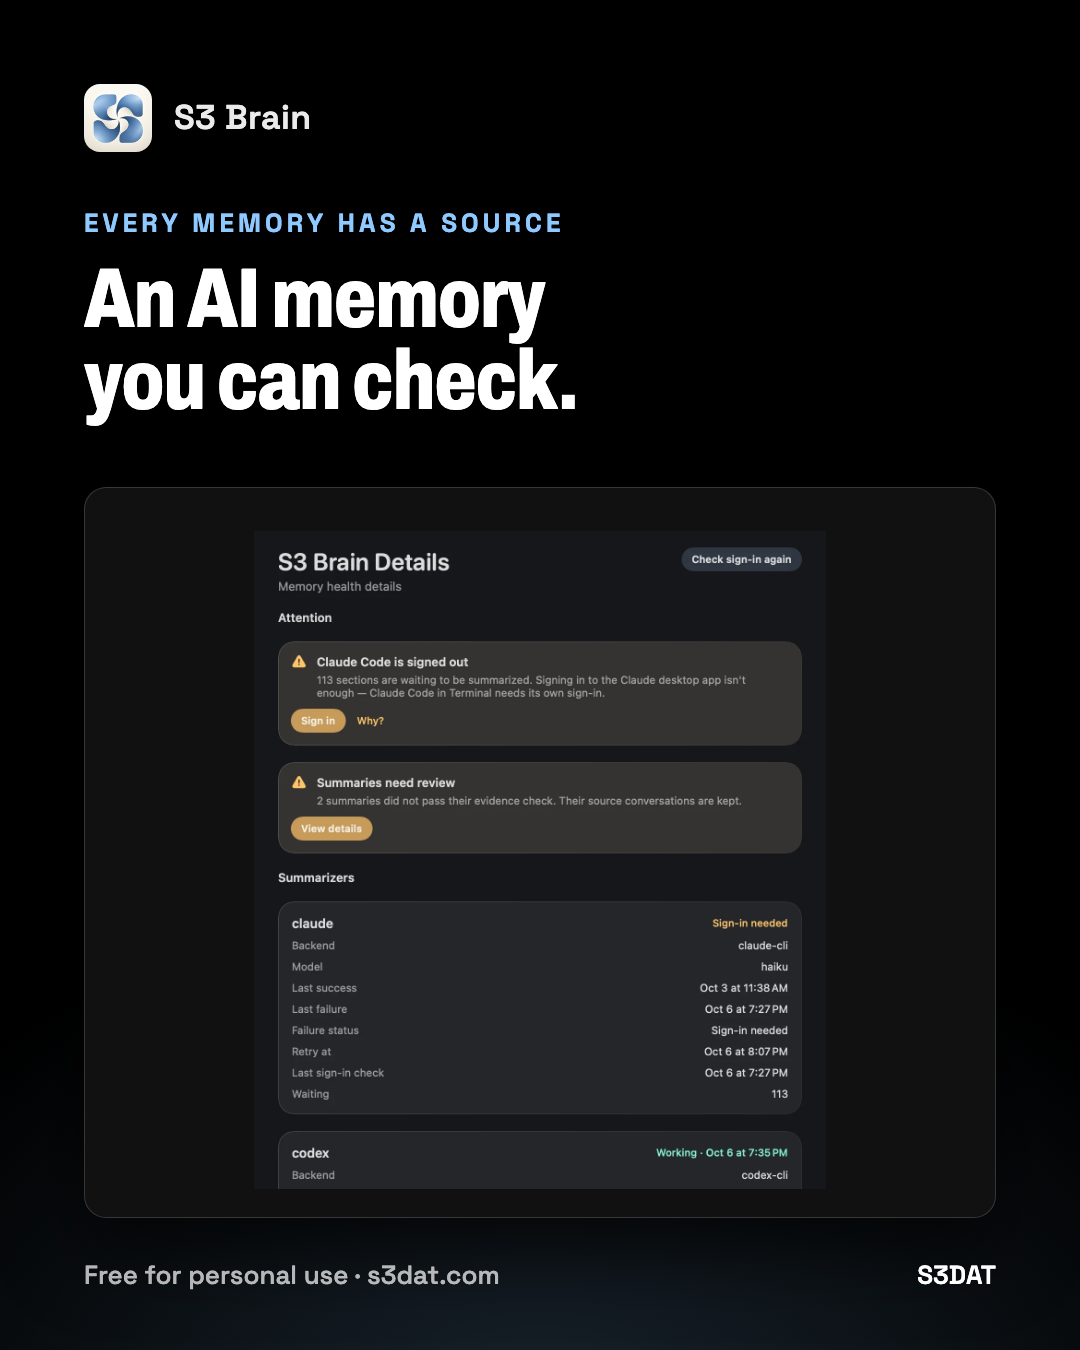 S3 Brain
EVERY MEMORY HAS A SOURCE
An AI memory
you can check.
S3 Brain Details
Check sign-in again
Memory health details
Attention
Claude Code is signed out
113 sections are waiting to be summarized. Signing in to the Claude desktop app isn't
enough — Claude Code in Terminal needs its own sign-in.
Sign in
Why?
Summaries need review
2 summaries did not pass their evidence check. Their source conversations are kept.
View details
Summarizers
claude
Sign-in needed
Backend
claude-cli
Model
haiku
Last success
Oct 3 at 11:38 AM
Last failure
Oct 6 at 7:27 PM
Failure status
Sign-in needed
Retry at
Oct 6 at 8:07 PM
Last sign-in check
Oct 6 at 7:27 PM
Waiting
113
codex
Working · Oct 6 at 7:35 PM
Backend
codex-cli
Free for personal use · s3dat.com
S3DAT